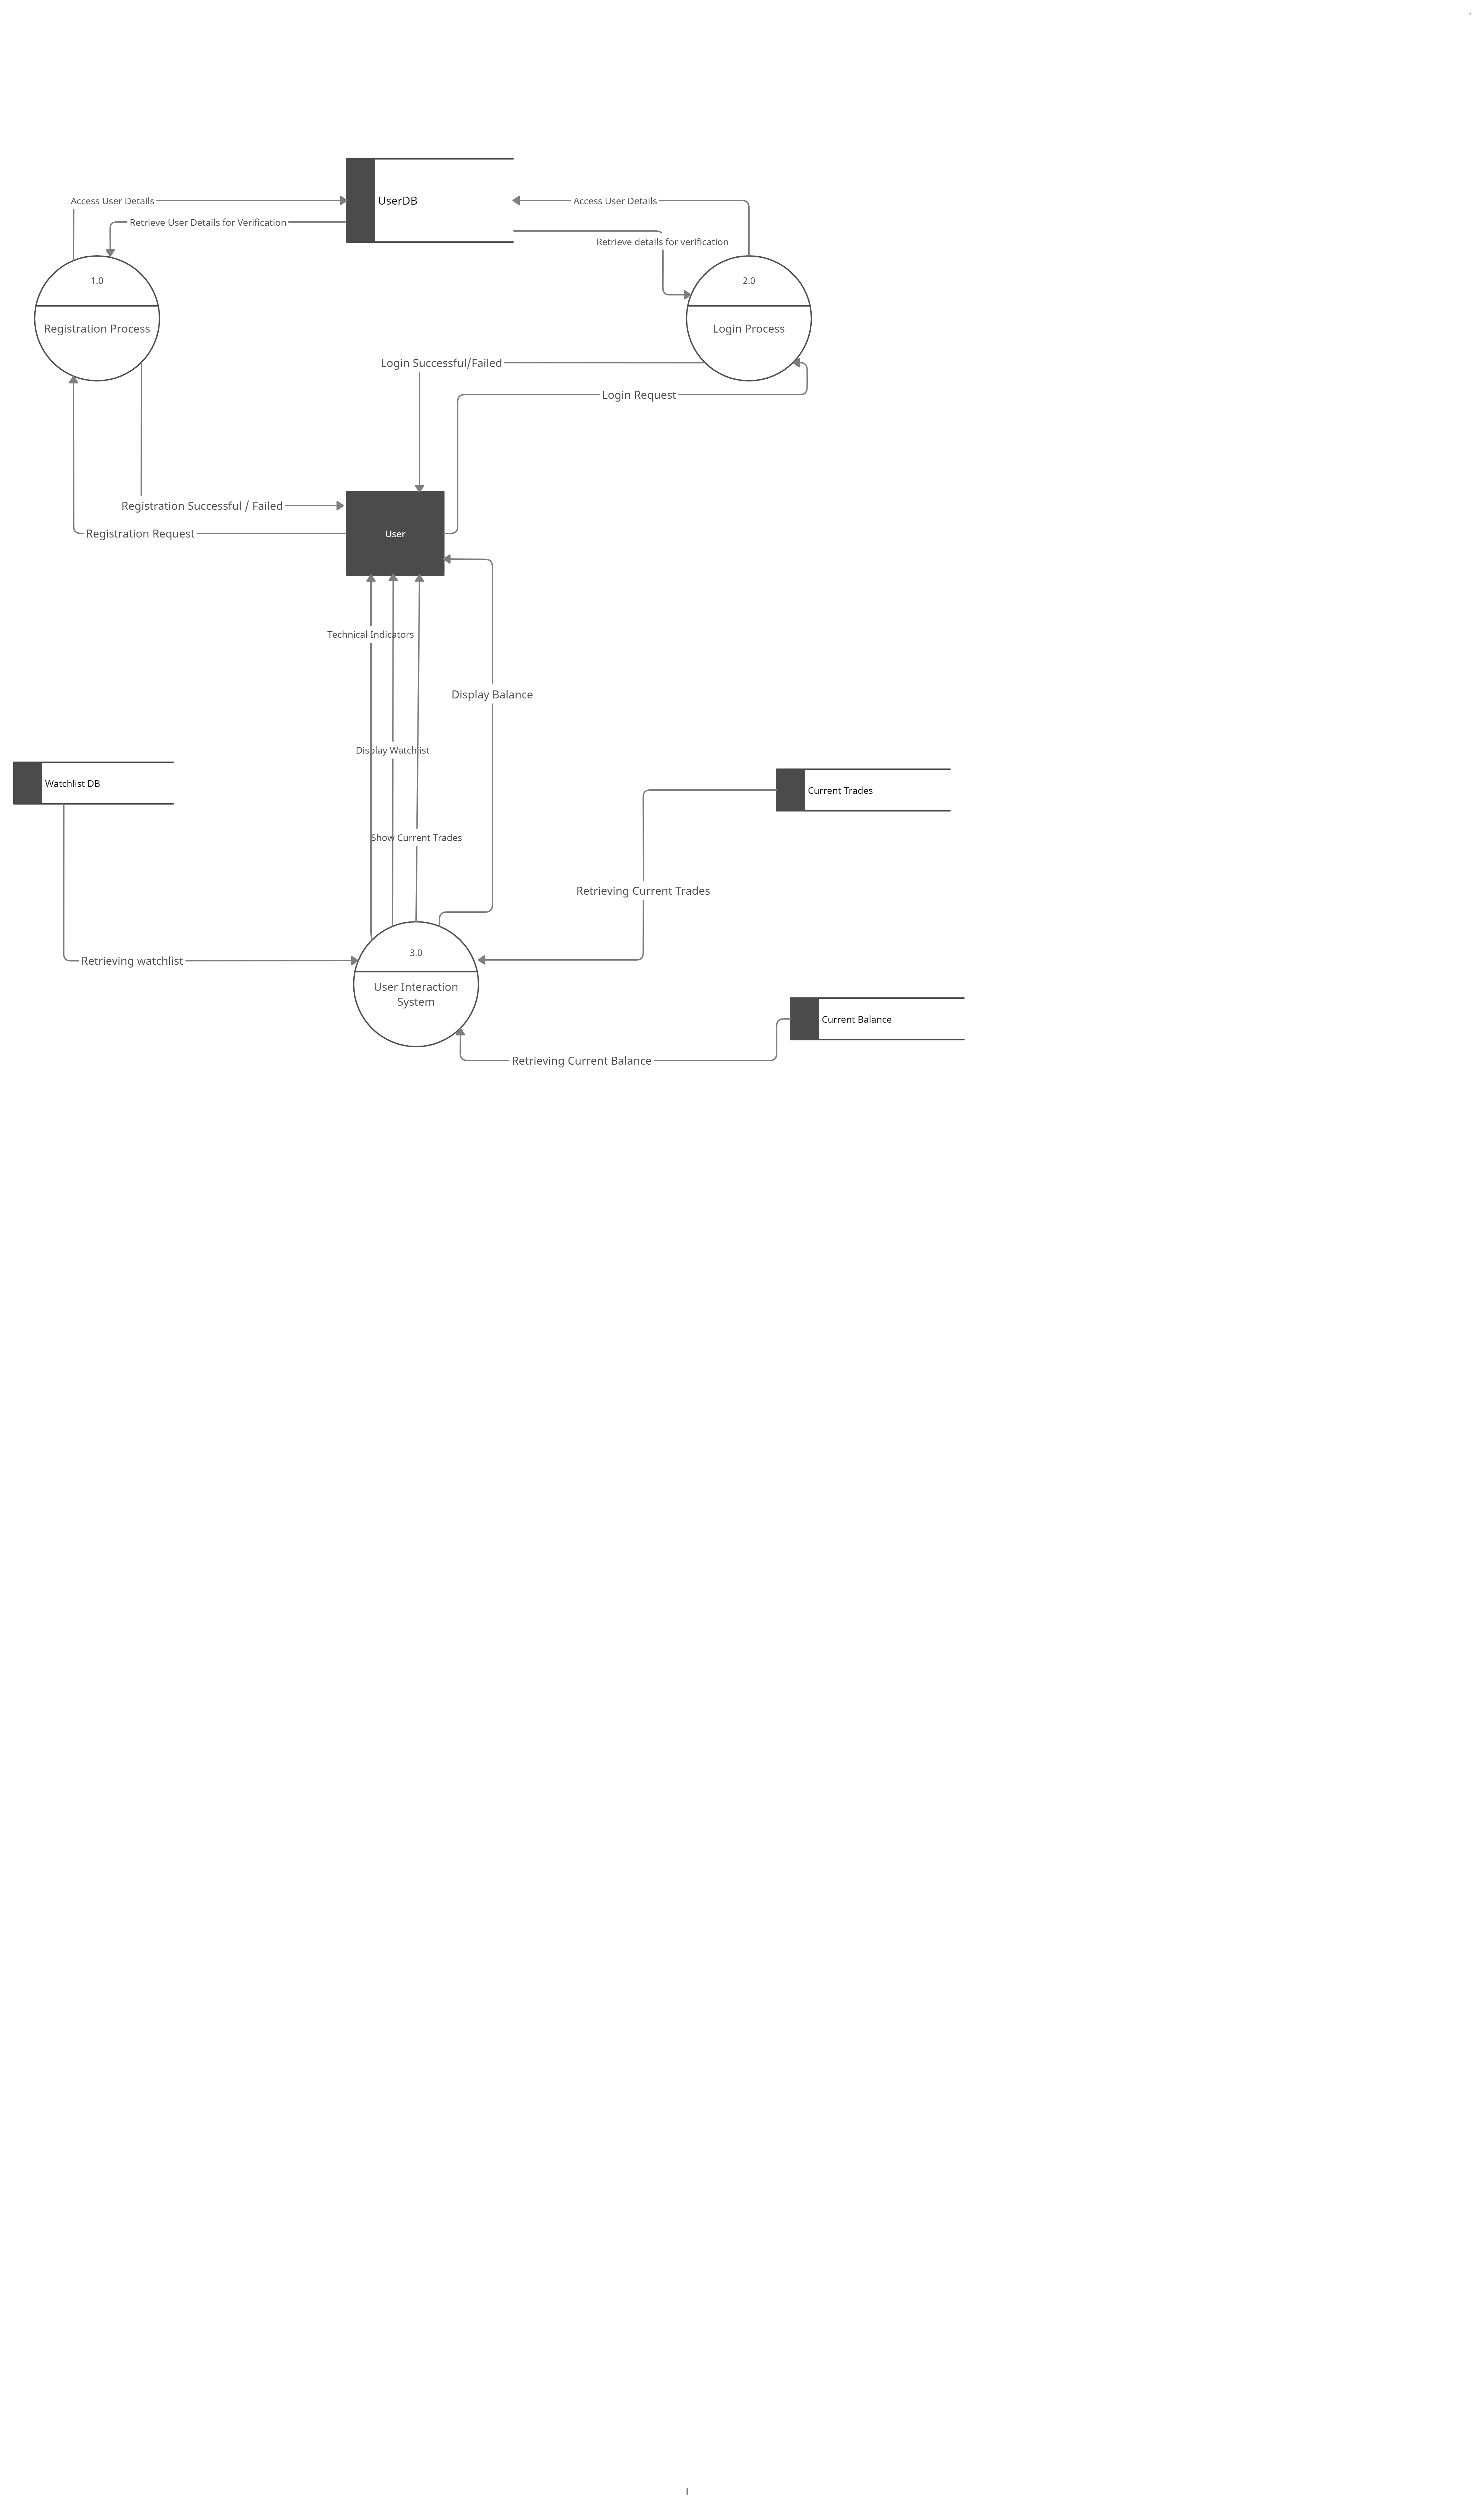 UserDB
Access User Details
Access User Details
Retrieve User Details for Verification
Retrieve details for verification
1.0
Registration Process
2.0
Login Process
Login Successful/Failed
Login Request
Registration Successful / Failed
Registration Request
User
Technical Indicators
Display Balance
Display Watchlist
Watchlist DB
Current Trades
Show Current Trades
Retrieving Current Trades
3.0
User Interaction
System
Retrieving watchlist
Current Balance
Retrieving Current Balance